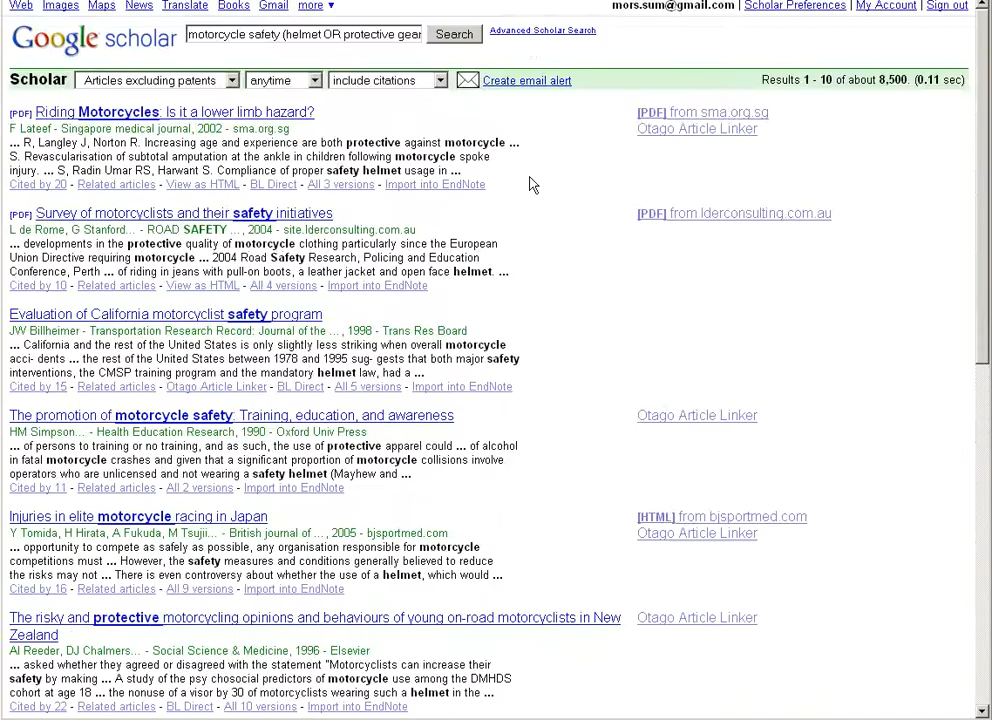 Web Images Maps News Translate Books Gmail more ▼ mors.sum@gmail.com | Scholar Preferences | My Account | Sign out
Google scholar motorcycle safety (helmet OR protective gear Search Advanced Scholar Search
Scholar Articles excluding patents anytime include citations Create email alert Results 1 - 10 of about 8,500. (0.11 sec)
[PDF] Riding Motorcycles: Is it a lower limb hazard? [PDF] from sma.org.sg
F Lateef - Singapore medical journal, 2002 - sma.org.sg Otago Article Linker
... R, Langley J, Norton R. Increasing age and experience are both protective against motorcycle ...
S. Revascularisation of subtotal amputation at the ankle in children following motorcycle spoke
injury. ... S, Radin Umar RS, Harwant S. Compliance of proper safety helmet usage in ...
Cited by 20 - Related articles - View as HTML - BL Direct - All 3 versions - Import into EndNote
[PDF] Survey of motorcyclists and their safety initiatives [PDF] from lderconsulting.com.au
L de Rome, G Stanford... - ROAD SAFETY ..., 2004 - site.lderconsulting.com.au
... developments in the protective quality of motorcycle clothing particularly since the European
Union Directive requiring motorcycle ... 2004 Road Safety Research, Policing and Education
Conference, Perth ... of riding in jeans with pull-on boots, a leather jacket and open face helmet. ...
Cited by 10 - Related articles - View as HTML - All 4 versions - Import into EndNote
Evaluation of California motorcyclist safety program
JW Billheimer - Transportation Research Record: Journal of the ..., 1998 - Trans Res Board
... California and the rest of the United States is only slightly less striking when overall motorcycle
acci- dents ... the rest of the United States between 1978 and 1995 sug- gests that both major safety
interventions, the CMSP training program and the mandatory helmet law, had a ...
Cited by 15 - Related articles - Otago Article Linker - BL Direct - All 5 versions - Import into EndNote
The promotion of motorcycle safety: Training, education, and awareness Otago Article Linker
HM Simpson... - Health Education Research, 1990 - Oxford Univ Press
... of persons to training or no training, and as such, the use of protective apparel could ... of alcohol
in fatal motorcycle crashes and given that a significant proportion of motorcycle collisions involve
operators who are unlicensed and not wearing a safety helmet (Mayhew and ...
Cited by 11 - Related articles - All 2 versions - Import into EndNote
Injuries in elite motorcycle racing in Japan [HTML] from bjsportmed.com
Y Tomida, H Hirata, A Fukuda, M Tsujii... - British journal of ..., 2005 - bjsportmed.com Otago Article Linker
... opportunity to compete as safely as possible, any organisation responsible for motorcycle
competitions must ... However, the safety measures and conditions generally believed to reduce
the risks may not ... There is even controversy about whether the use of a helmet, which would ...
Cited by 16 - Related articles - All 9 versions - Import into EndNote
The risky and protective motorcycling opinions and behaviours of young on-road motorcyclists in New Otago Article Linker
Zealand
AI Reeder, DJ Chalmers... - Social Science & Medicine, 1996 - Elsevier
... asked whether they agreed or disagreed with the statement "Motorcyclists can increase their
safety by making ... A study of the psy chosocial predictors of motorcycle use among the DMHDS
cohort at age 18 ... the nonuse of a visor by 30 of motorcyclists wearing such a helmet in the ...
Cited by 22 - Related articles - BL Direct - All 10 versions - Import into EndNote